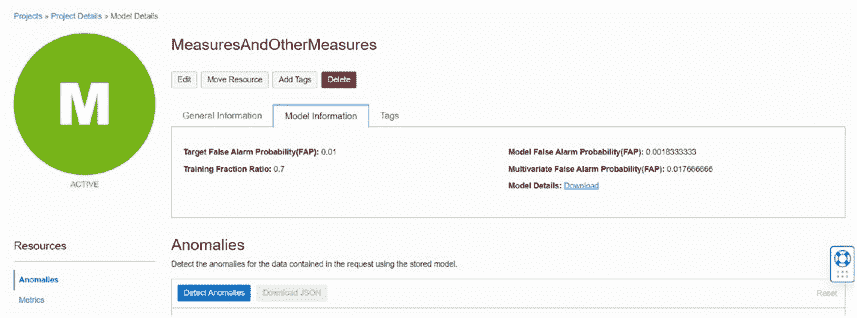 Projects » Project Details » Model Details
M
ACTIVE
MeasuresAndOtherMeasures
Edit Move Resource Add Tags Delete
General Information Model Information Tags
Target False Alarm Probability(FAP): 0.01
Training Fraction Ratio: 0.7
Model False Alarm Probability(FAP): 0.0018333333
Multivariate False Alarm Probability(FAP): 0.017666666
Model Details: Download
Resources
Anomalies
Metrics
Anomalies
Detect the anomalies for the data contained in the request using the stored model.
Detect Anomalies Download JSON Reset